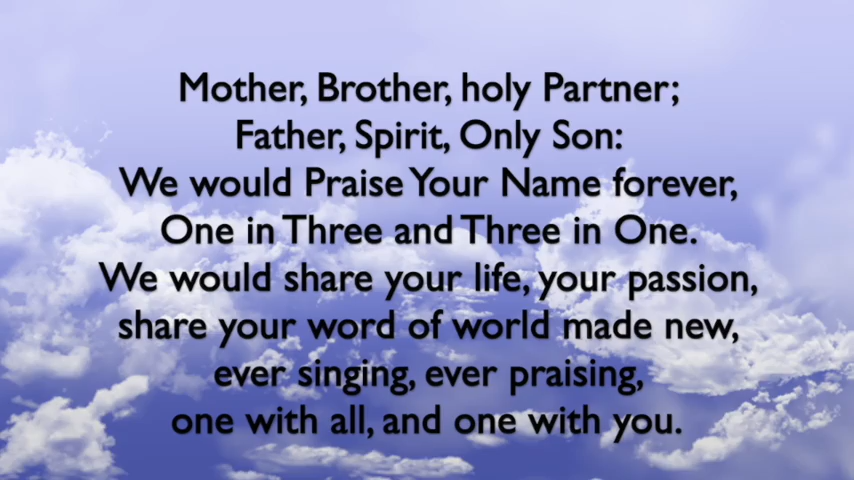 Mother, Brother, holy Partner;
Father, Spirit, Only Son:
We would Praise Your Name forever,
One in Three and Three in One.
We would share your life, your passion,
share your word of world made new,
ever singing, ever praising,
one with all, and one with you.